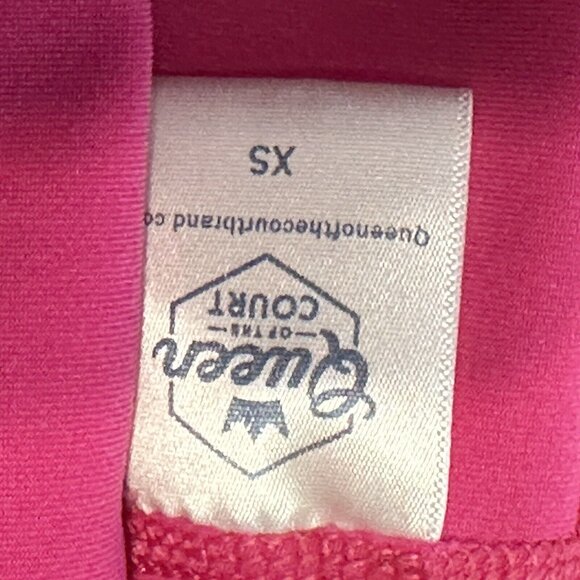 Queen
OF THE
COURT
Queenofthecourtbrand co
XS